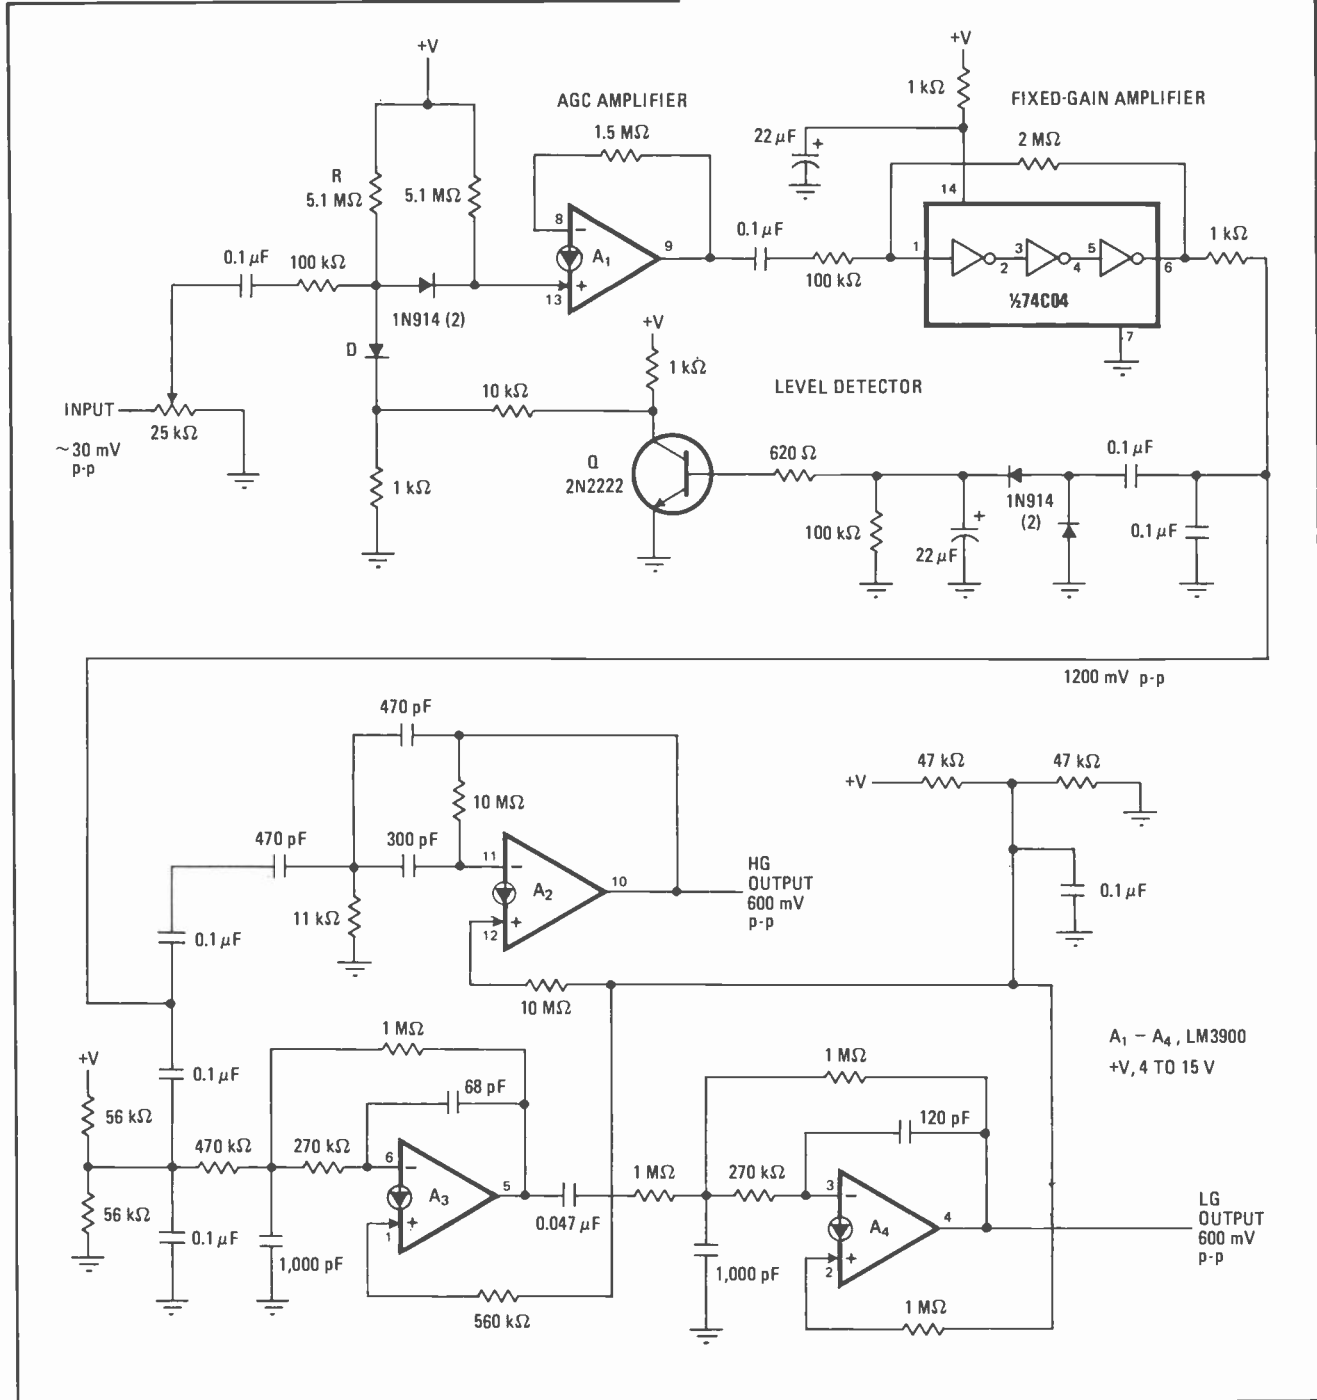 +V
+V
AGC AMPLIFIER
1 kΩ
FIXED-GAIN AMPLIFIER
1.5 MΩ
22 μF
+
2 MΩ
R
5.1 MΩ
5.1 MΩ
14
8
−
A1
9
+
13
0.1 μF
100 kΩ
0.1 μF
100 kΩ
1
3
5
2
4
6
1 kΩ
½74C04
7
1N914 (2)
+V
D
1 kΩ
LEVEL DETECTOR
10 kΩ
INPUT
25 kΩ
~30 mV
p-p
Q
2N2222
620 Ω
0.1 μF
1N914
(2)
1 kΩ
100 kΩ
+
22 μF
0.1 μF
1200 mV p-p
470 pF
47 kΩ
47 kΩ
+V
10 MΩ
470 pF
300 pF
11
−
A2
10
+
12
HG
OUTPUT
600 mV
p-p
0.1 μF
11 kΩ
0.1 μF
10 MΩ
1 MΩ
A1 – A4, LM3900
+V, 4 TO 15 V
+V
0.1 μF
68 pF
1 MΩ
120 pF
56 kΩ
470 kΩ
270 kΩ
6
−
A3
5
+
1
1 MΩ
270 kΩ
3
−
A4
4
+
2
56 kΩ
0.1 μF
1,000 pF
0.047 μF
1,000 pF
LG
OUTPUT
600 mV
p-p
560 kΩ
1 MΩ